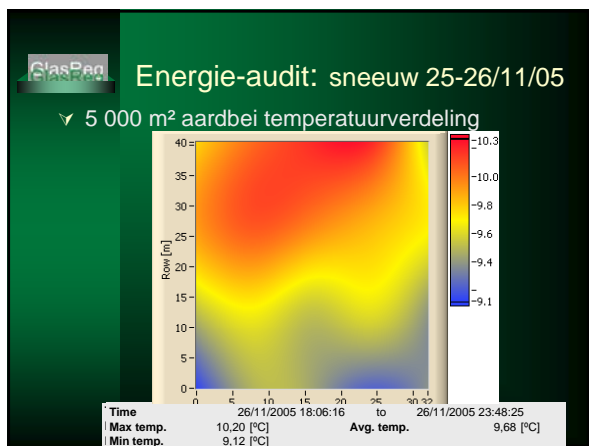 GlasReg
Energie-audit: sneeuw 25-26/11/05
5 000 m² aardbei temperatuurverdeling
40
35
30
25
20
15
10
5
0
Row [m]
0 5 10 15 20 25 30 32
10.3
10.0
9.8
9.6
9.4
9.1
Time 26/11/2005 18:06:16 to 26/11/2005 23:48:25
Max temp. 10,20 [ºC] Avg. temp. 9,68 [ºC]
Min temp. 9,12 [ºC]